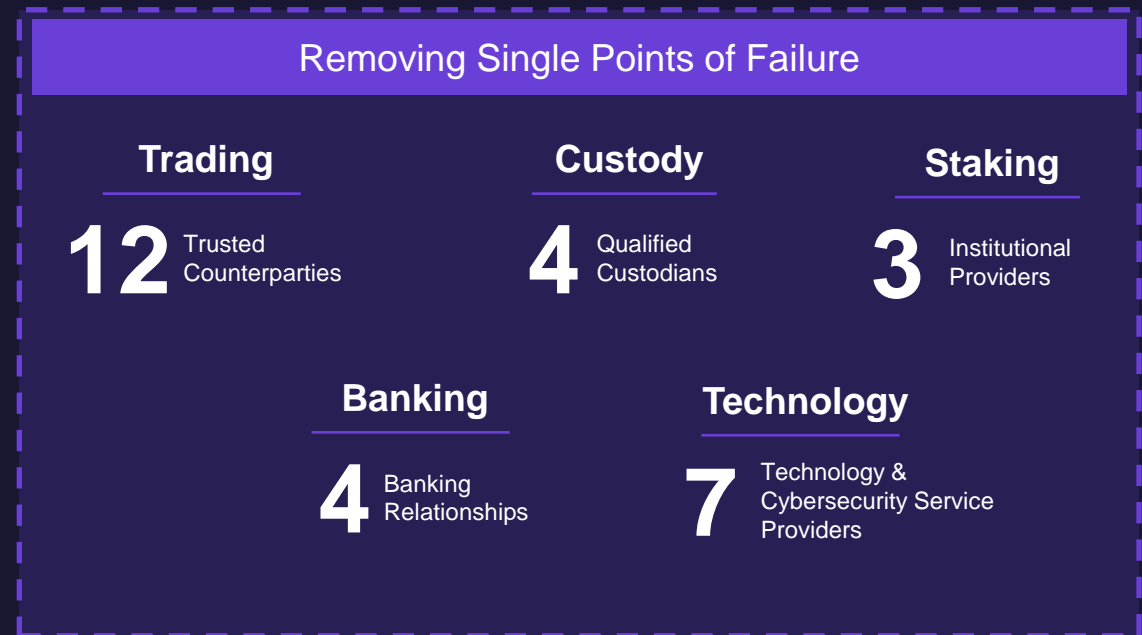 Removing Single Points of Failure
Trading
12
Trusted
Counterparties
Custody
4
Qualified
Custodians
Staking
3
Institutional
Providers
Banking
4
Banking
Relationships
Technology
7
Technology &
Cybersecurity Service
Providers